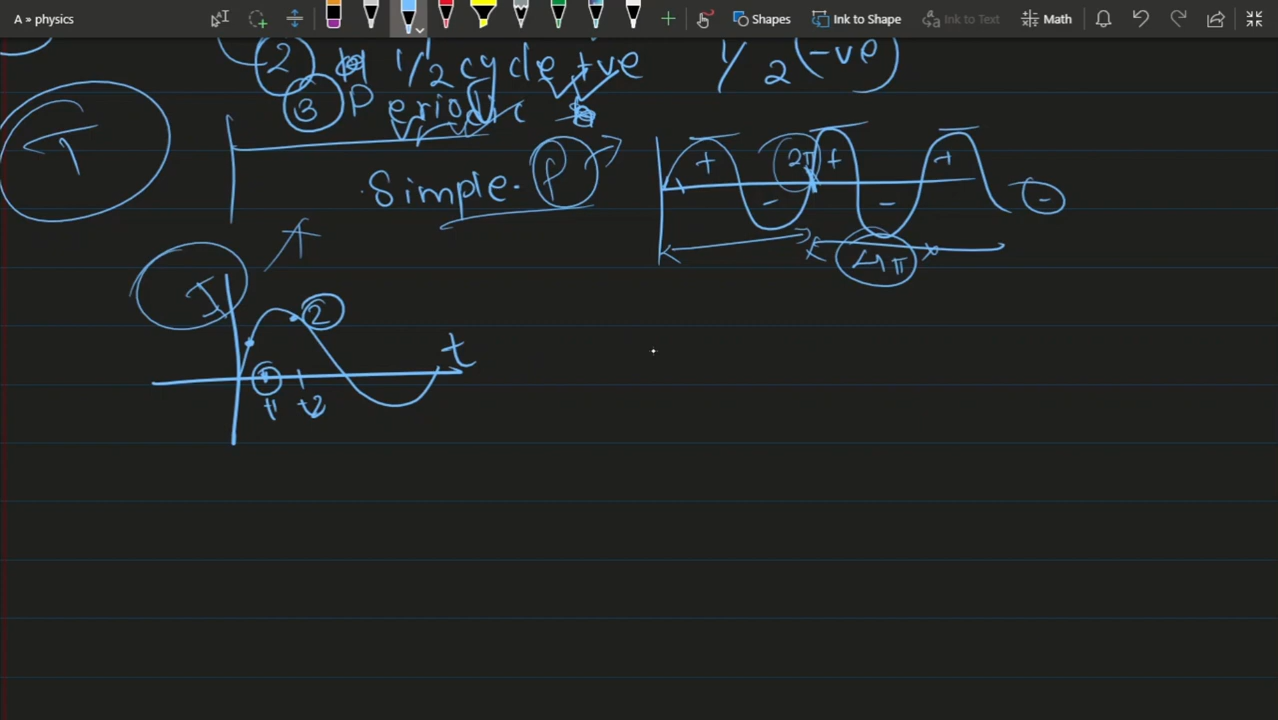 A » physics
Shapes
Ink to Shape
Ink to Text
Math
2 1/2 cycle +ve 1/2 (-ve)
3 Periodic
Simple. P
+ - 2π + - + -
4π
I
2
t
1
t1 t2